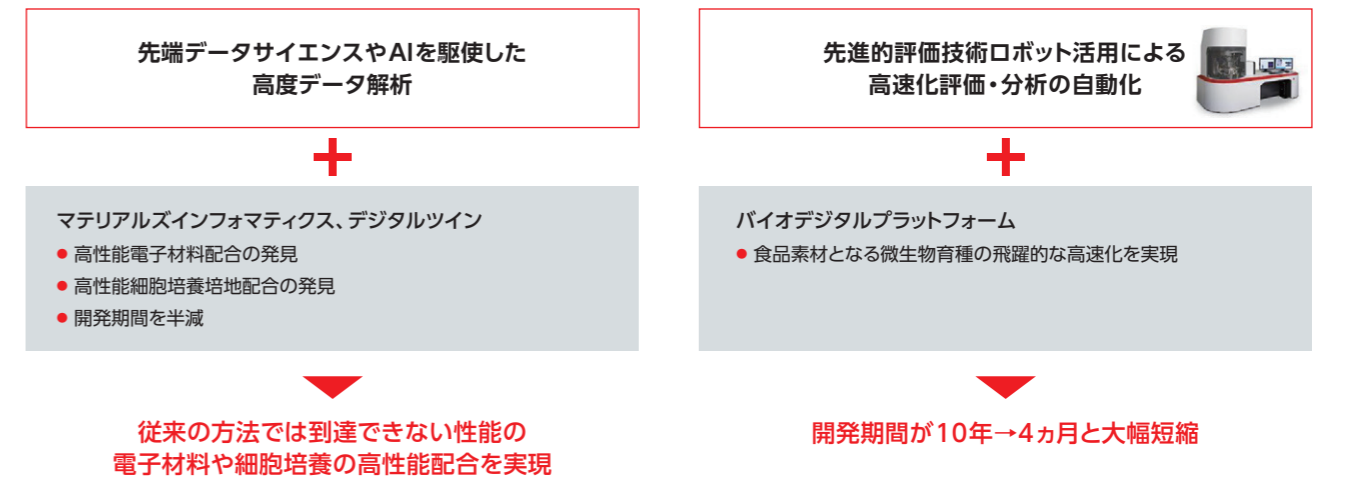 先端データサイエンスやAIを駆使した
高度データ解析
+
マテリアルズインフォマティクス、デジタルツイン
● 高性能電子材料配合の発見
● 高性能細胞培養培地配合の発見
● 開発期間を半減
従来の方法では到達できない性能の
電子材料や細胞培養の高性能配合を実現
先進的評価技術ロボット活用による
高速化評価・分析の自動化
+
バイオデジタルプラットフォーム
● 食品素材となる微生物育種の飛躍的な高速化を実現
開発期間が10年→4ヵ月と大幅短縮